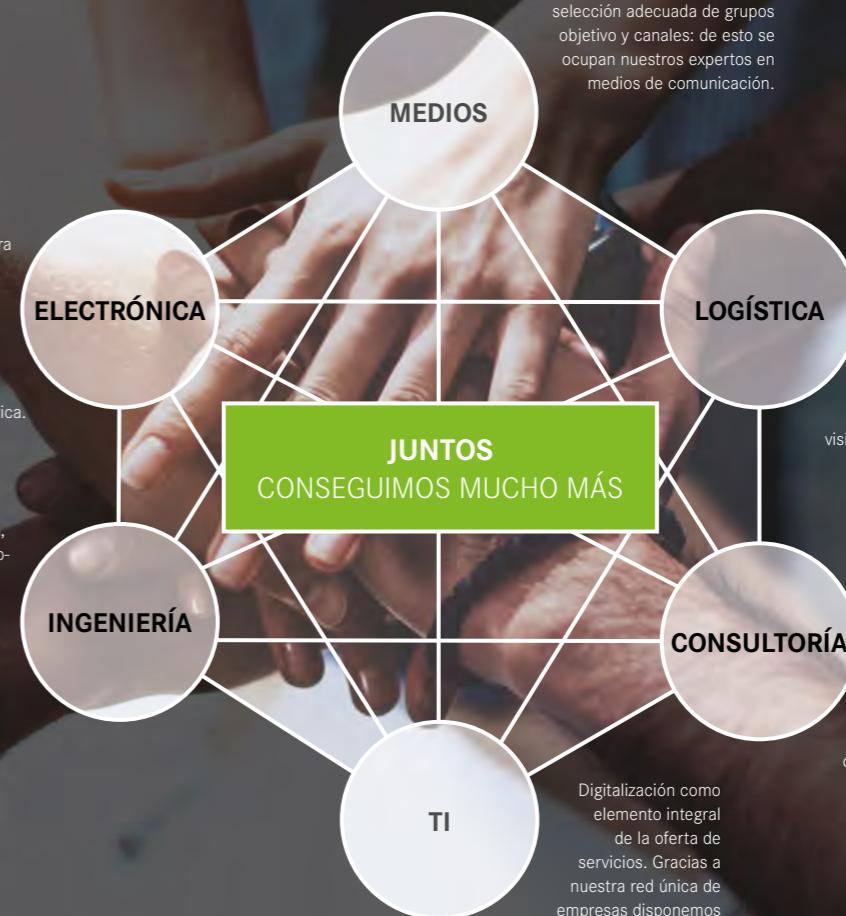 selección adecuada de grupos
objetivo y canales: de esto se
ocupan nuestros expertos en
medios de comunicación.
MEDIOS
ELECTRÓNICA
LOGÍSTICA
JUNTOS
CONSEGUIMOS MUCHO MÁS
INGENIERÍA
CONSULTORÍA
TI
Digitalización como
elemento integral
de la oferta de
servicios. Gracias a
nuestra red única de
empresas disponemos